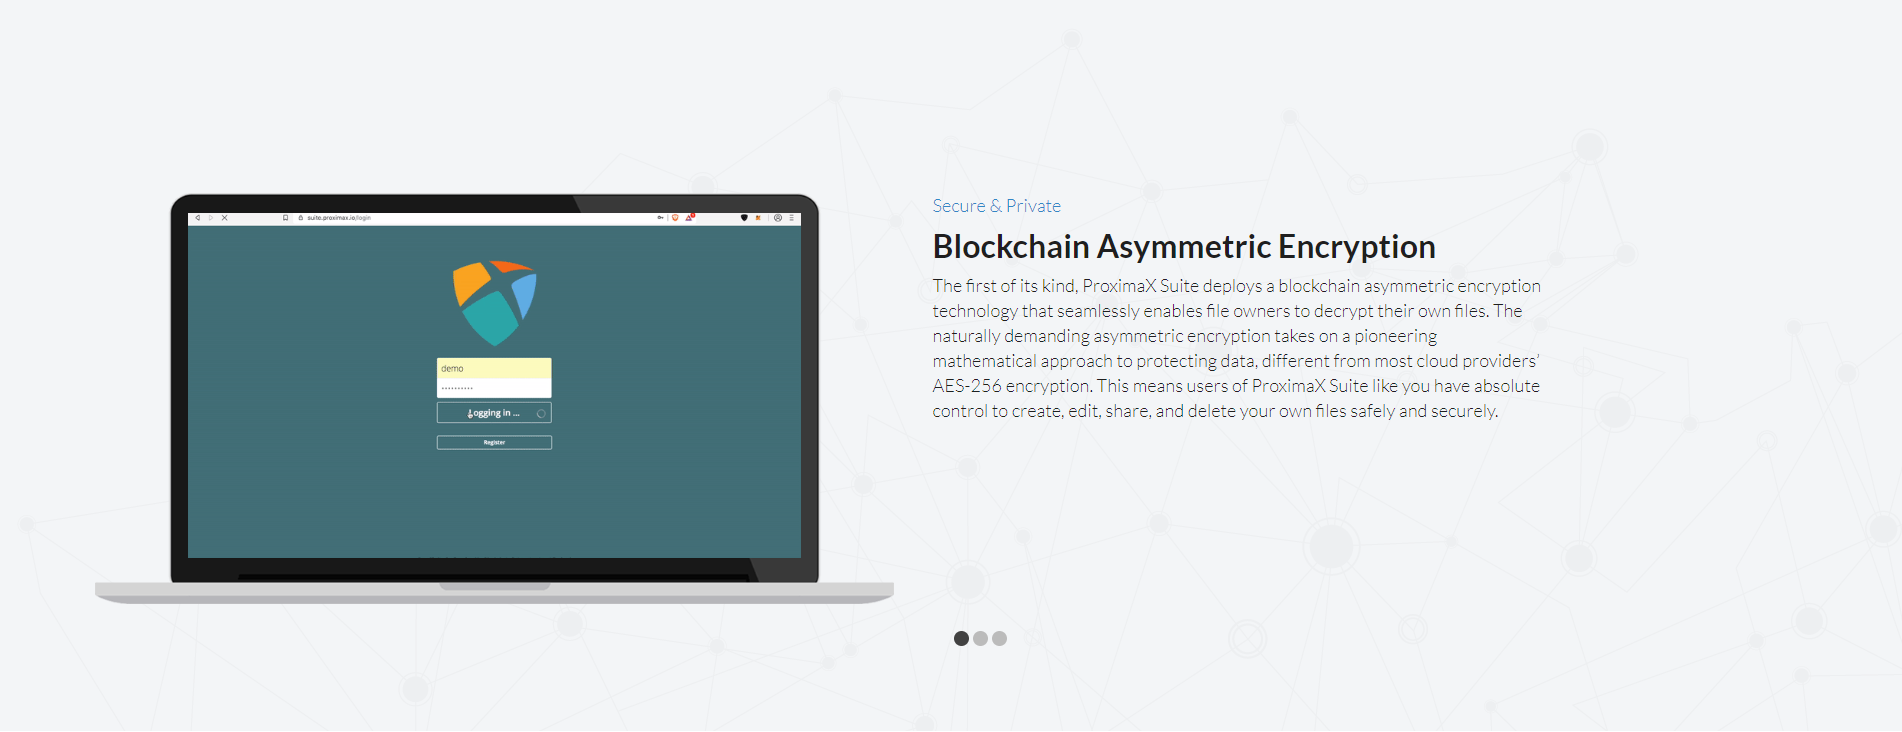 suite.proximax.io/login
demo
Logging in ...
Register
Secure & Private
Blockchain Asymmetric Encryption
The first of its kind, ProximaX Suite deploys a blockchain asymmetric encryption
technology that seamlessly enables file owners to decrypt their own files. The
naturally demanding asymmetric encryption takes on a pioneering
mathematical approach to protecting data, different from most cloud providers’
AES-256 encryption. This means users of ProximaX Suite like you have absolute
control to create, edit, share, and delete your own files safely and securely.